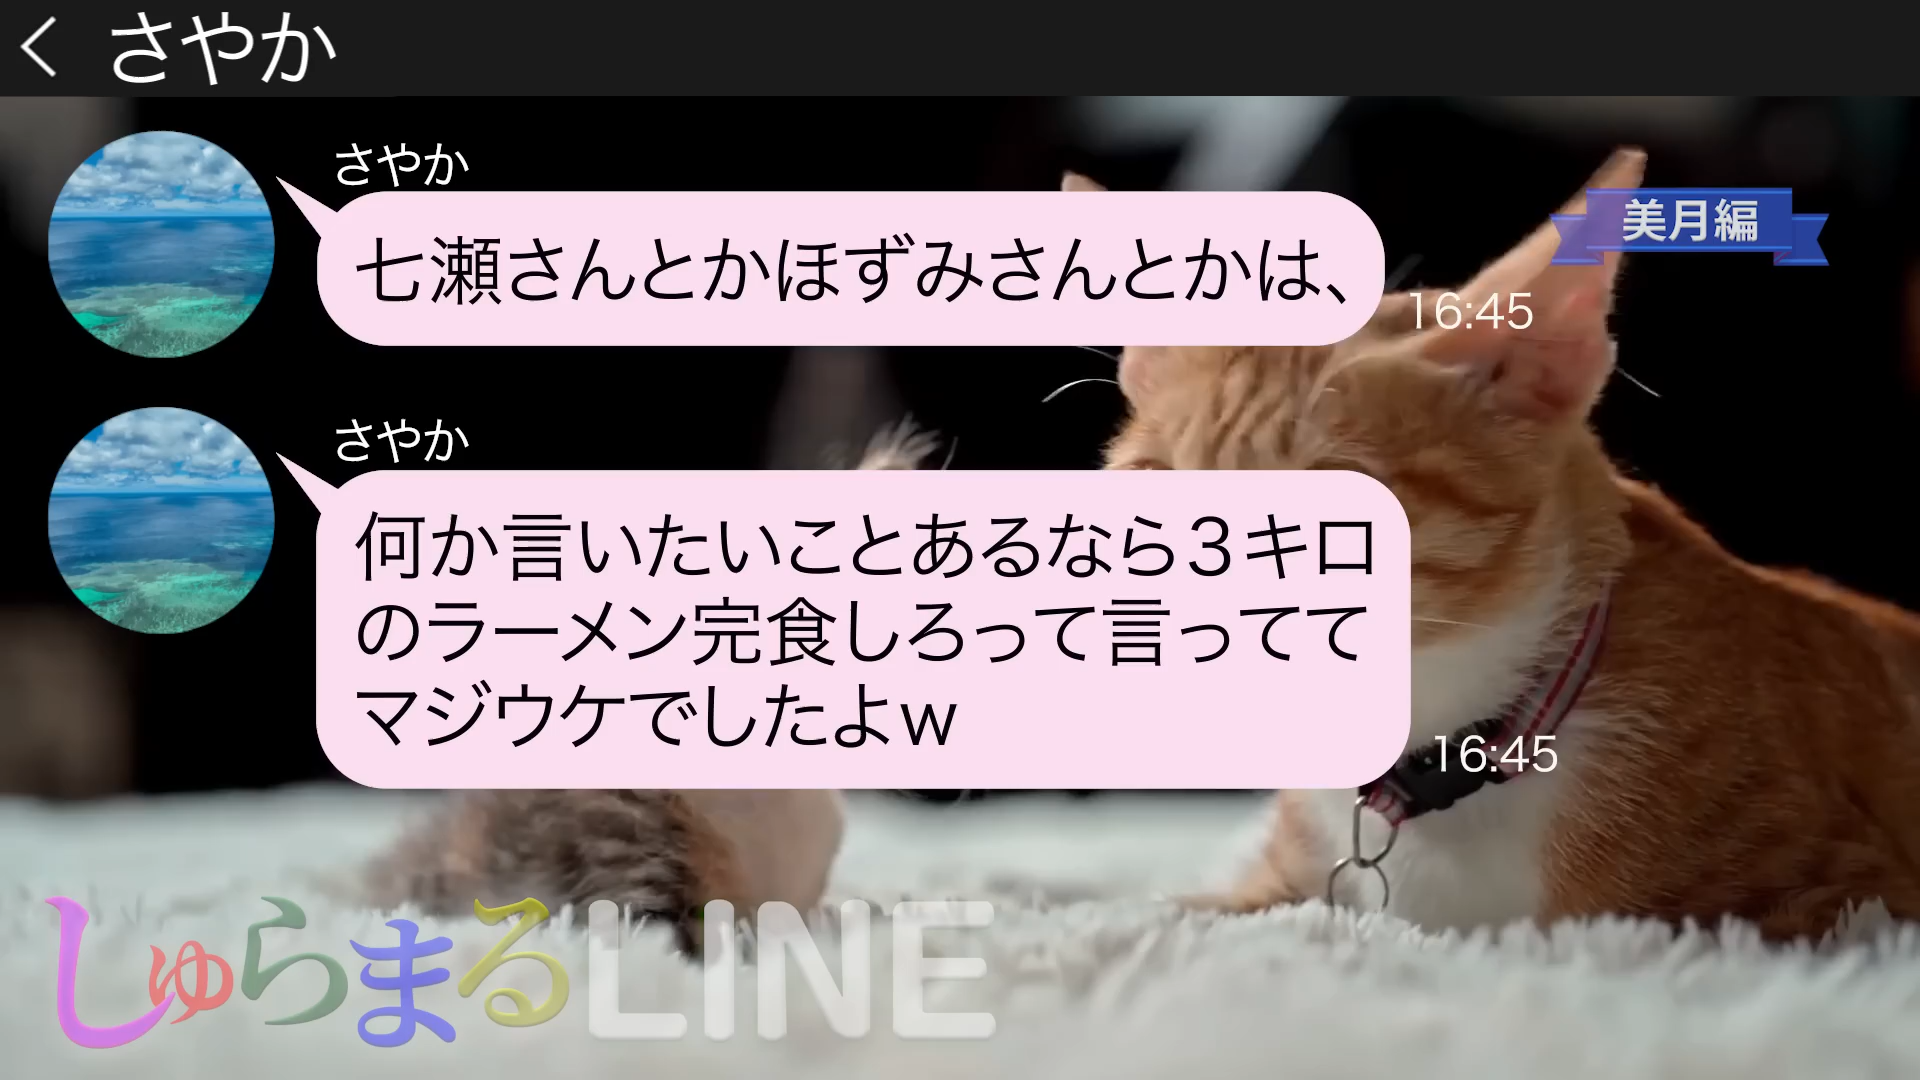 さやか
さやか
七瀬さんとかほずみさんとかは、
美月編
16:45
さやか
何か言いたいことあるなら３キロ
のラーメン完食しろって言ってて
マジウケでしたよw
16:45
しゅらまるLINE